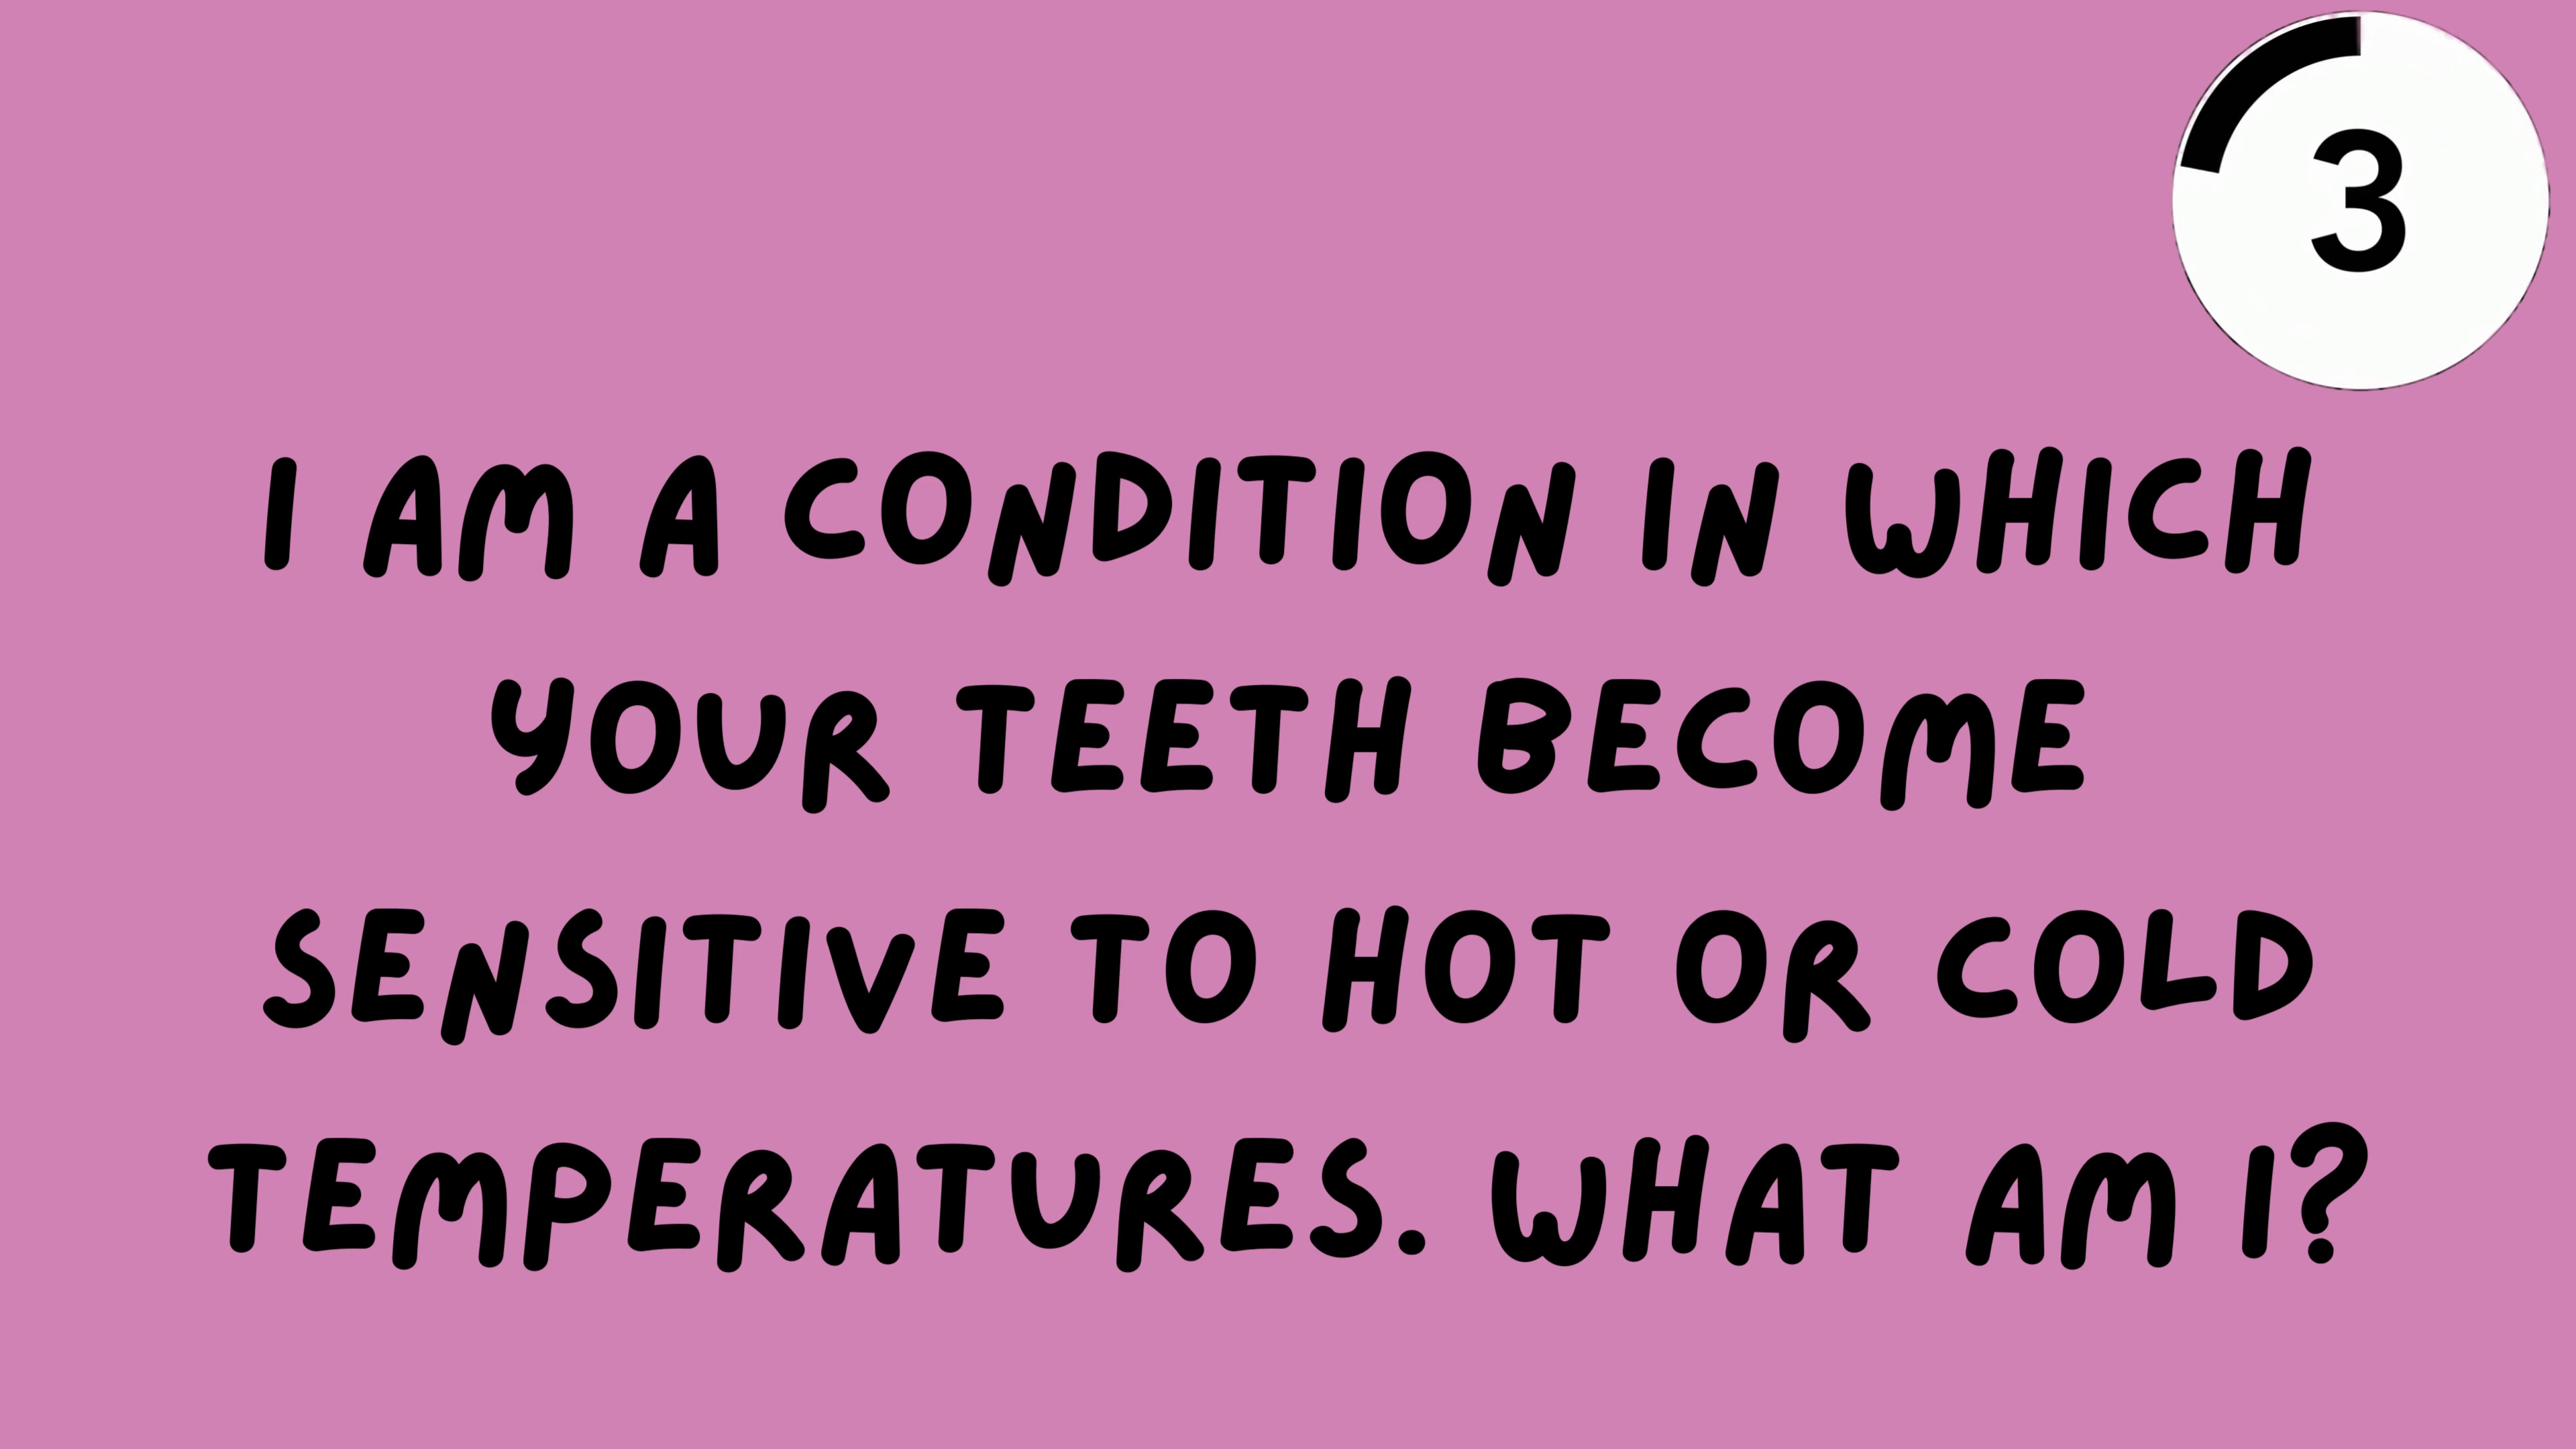 3
I AM A CONDITION IN WHICH
YOUR TEETH BECOME
SENSITIVE TO HOT OR COLD
TEMPERATURES. WHAT AM I?